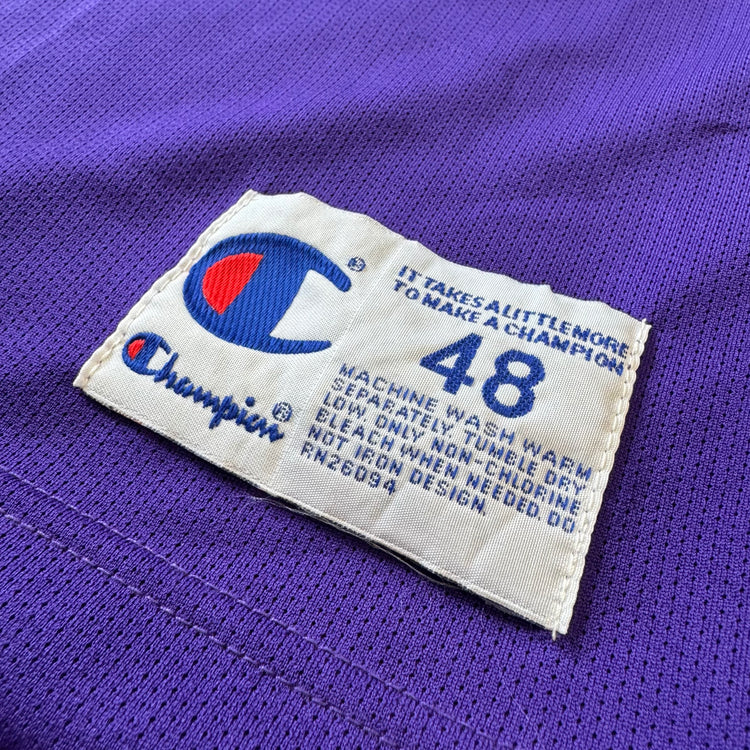 Champion®
IT TAKES A LITTLE MORE
TO MAKE A CHAMPION.
48
MACHINE WASH WARM
SEPARATELY, TUMBLE DRY
LOW ONLY NON-CHLORINE
BLEACH WHEN NEEDED. DO
NOT IRON DESIGN.
RN26094